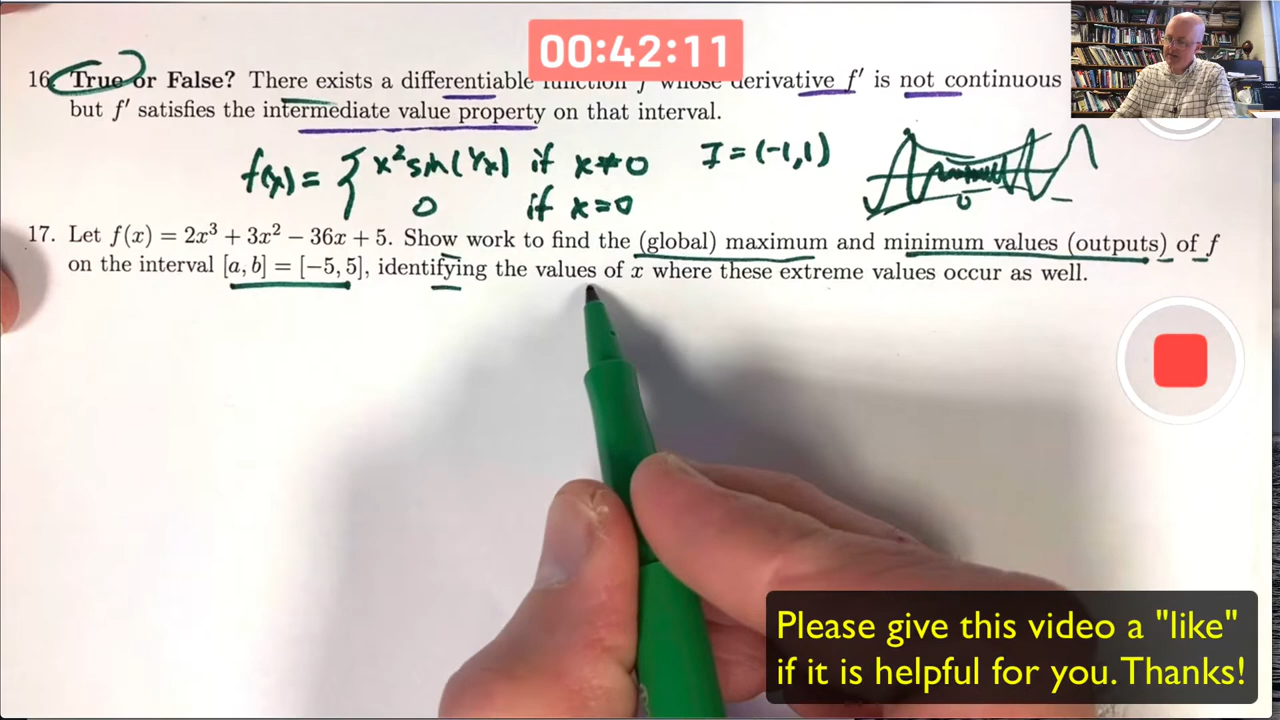 00:42:11
16. True or False? There exists a differentiable function f whose derivative f′ is not continuous
but f′ satisfies the intermediate value property on that interval.
f(x) = { x² sin(1/x) if x ≠ 0 I = (-1,1)
0 if x = 0 0
17. Let f(x) = 2x³ + 3x² − 36x + 5. Show work to find the (global) maximum and minimum values (outputs) of f
on the interval [a, b] = [−5, 5], identifying the values of x where these extreme values occur as well.
Please give this video a "like"
if it is helpful for you. Thanks!